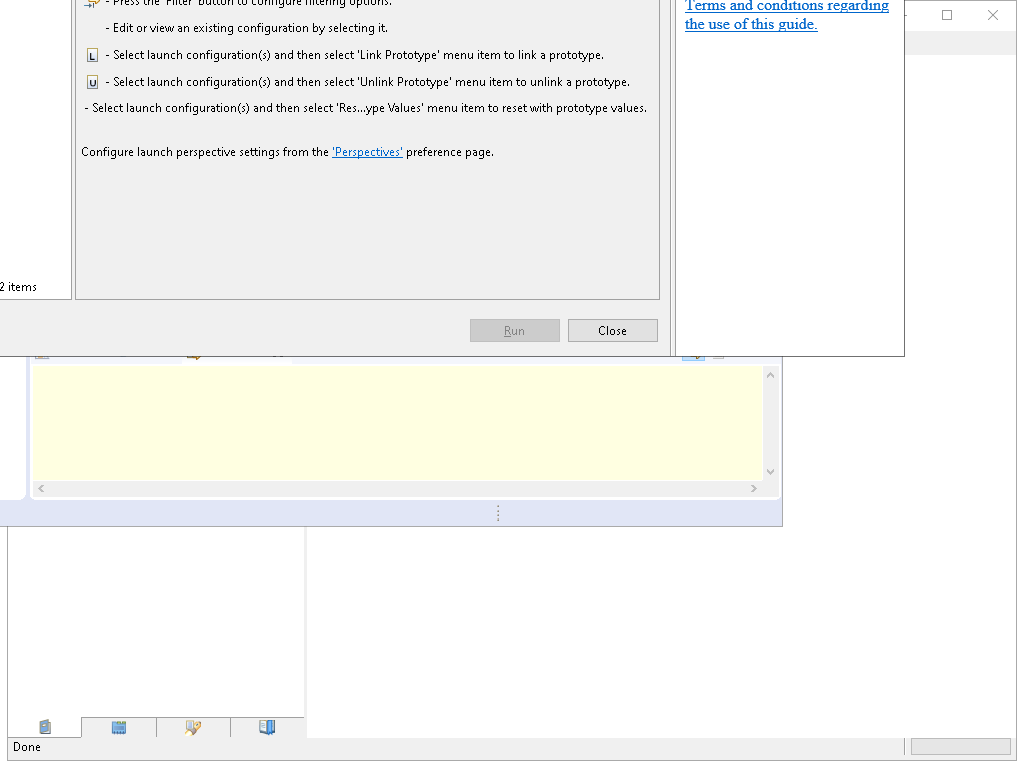 - Press the 'Filter' button to configure filtering options.
- Edit or view an existing configuration by selecting it.
L - Select launch configuration(s) and then select 'Link Prototype' menu item to link a prototype.
U - Select launch configuration(s) and then select 'Unlink Prototype' menu item to unlink a prototype.
- Select launch configuration(s) and then select 'Res...ype Values' menu item to reset with prototype values.
Configure launch perspective settings from the 'Perspectives' preference page.
2 items
Run
Close
Terms and conditions regarding
the use of this guide.
Done